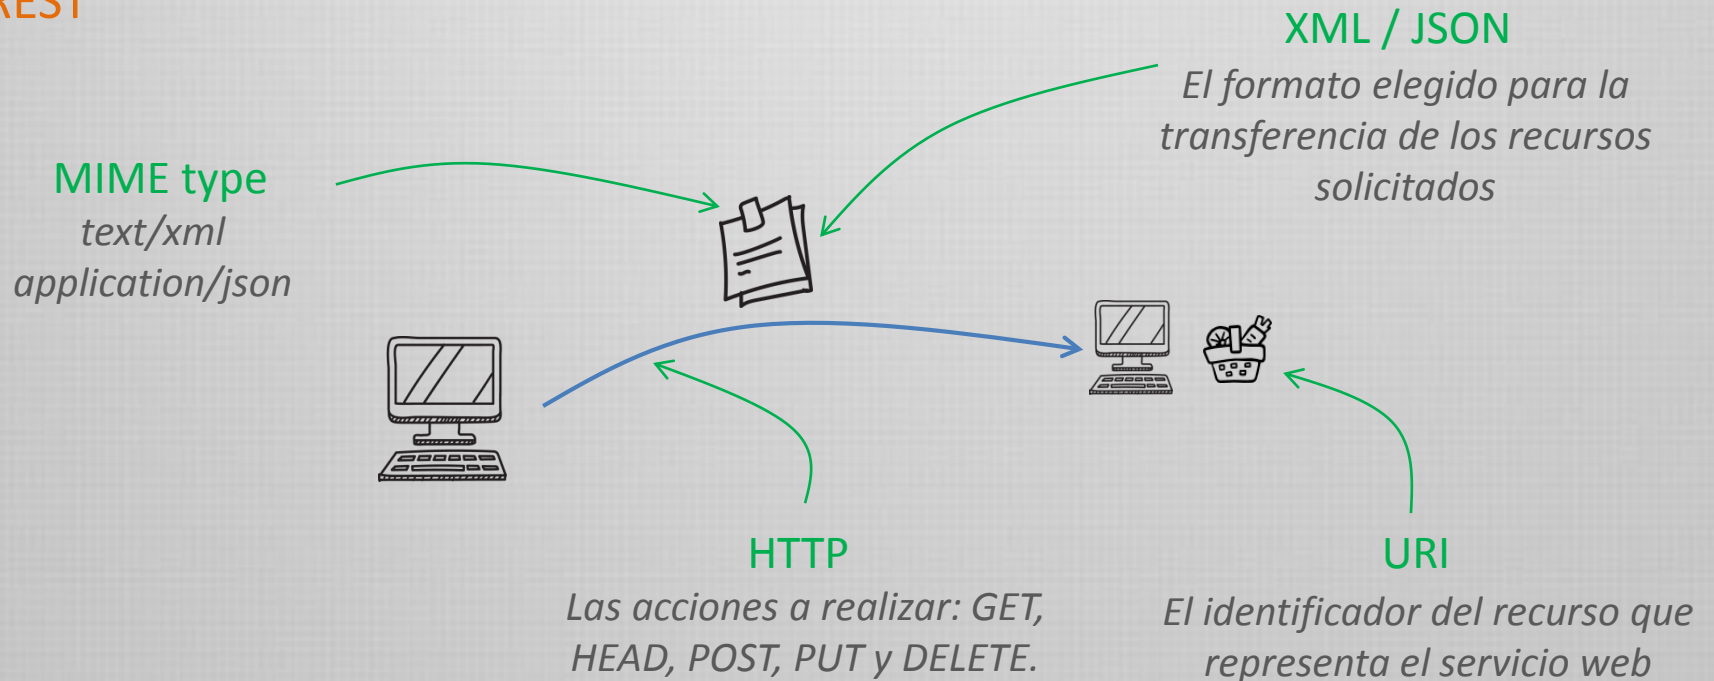 REST
XML / JSON
El formato elegido para la
transferencia de los recursos
solicitados
MIME type
text/xml
application/json
HTTP
Las acciones a realizar: GET,
HEAD, POST, PUT y DELETE.
URI
El identificador del recurso que
representa el servicio web